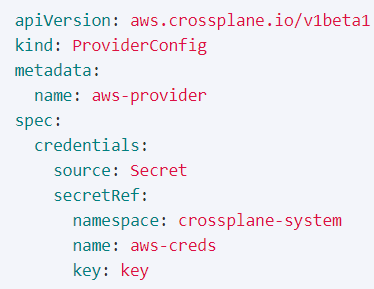 apiVersion: aws.crossplane.io/v1beta1
kind: ProviderConfig
metadata:
  name: aws-provider
spec:
  credentials:
    source: Secret
    secretRef:
      namespace: crossplane-system
      name: aws-creds
      key: key